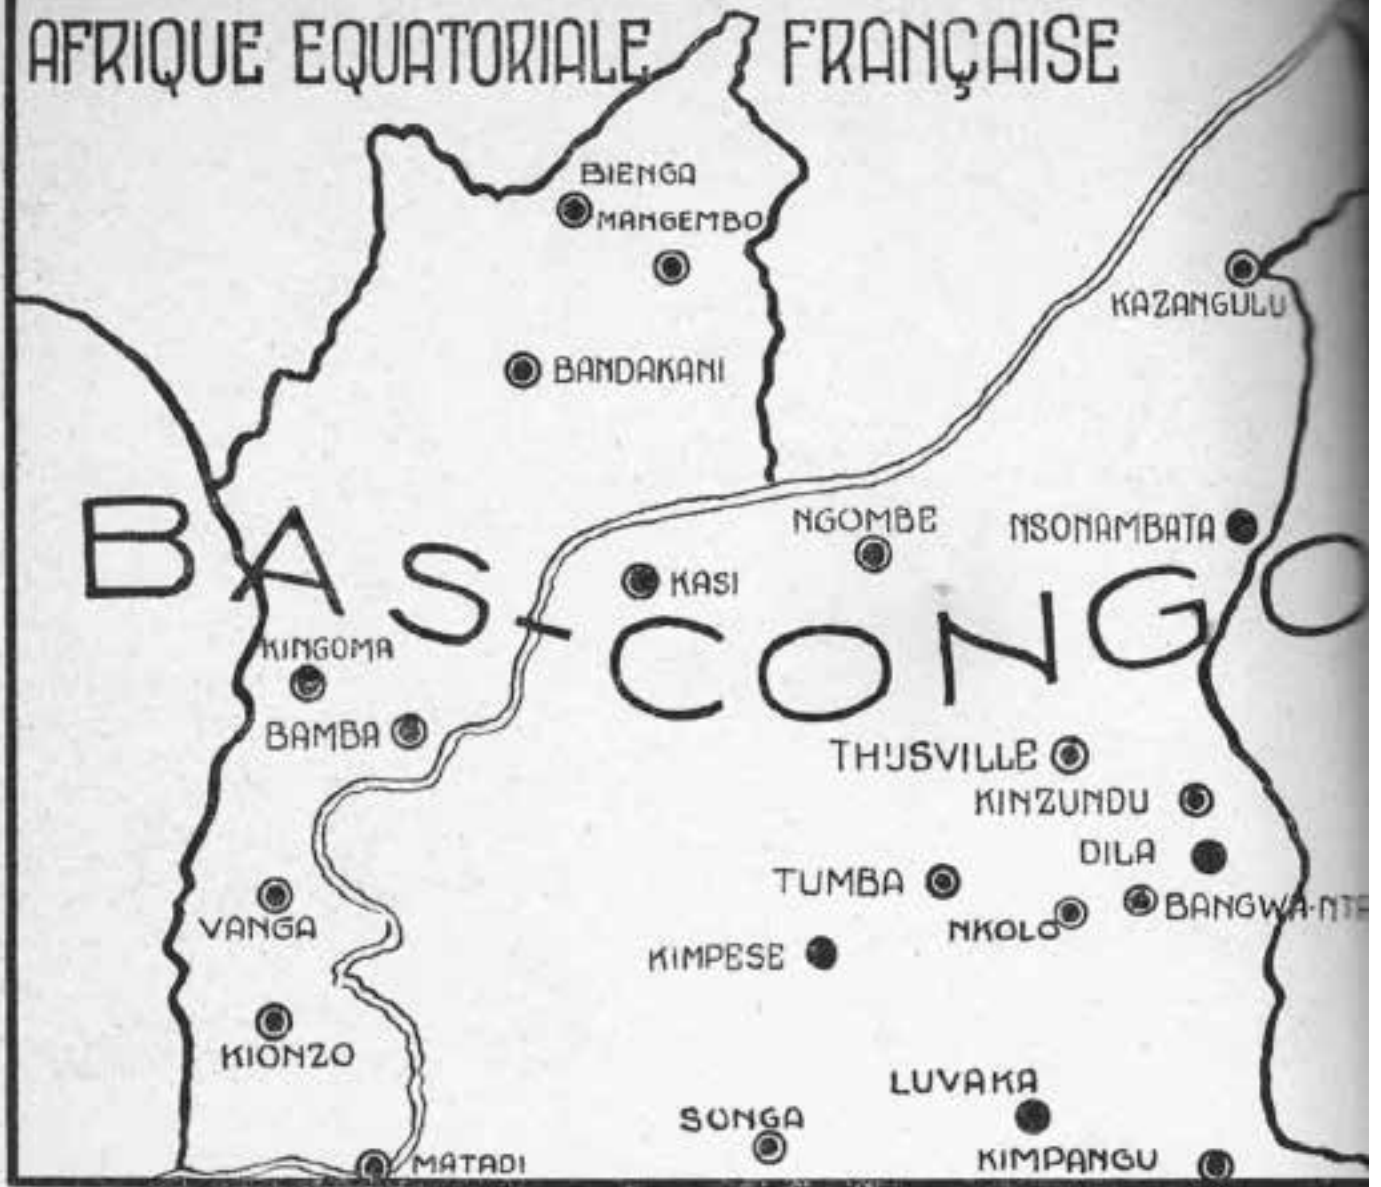 AFRIQUE EQUATORIALE FRANÇAISE
BIENGA
MANGEMBO
KAZANGULU
BANDAKANI
BAS-CONGO
NGOMBE
NSONAMBATA
KASI
KINGOMA
BAMBA
THIJSVILLE
KINZUNDU
DILA
TUMBA
BANGWA-NTA
NKOLO
VANGA
KIMPESE
KIONZO
LUVAKA
SONGA
MATADI
KIMPANGU